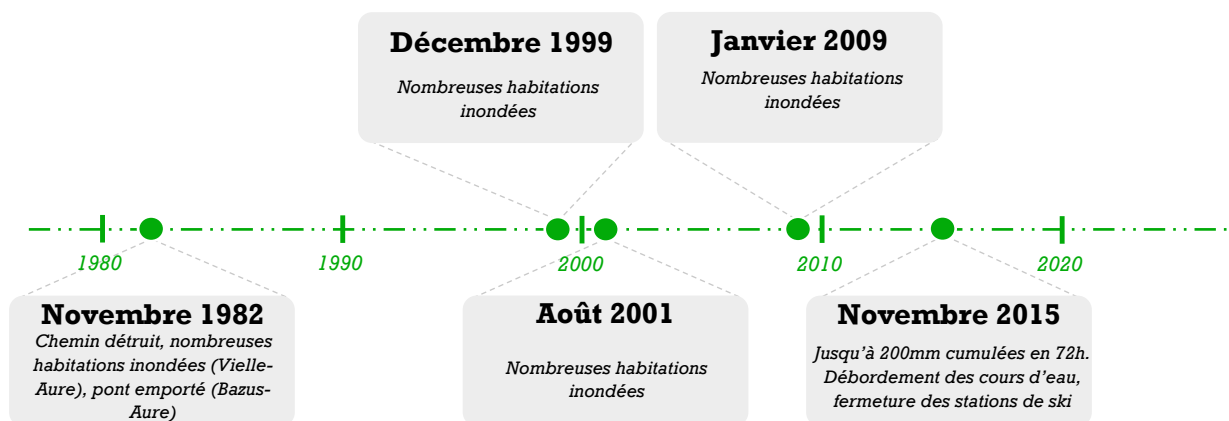 Décembre 1999
Nombreuses habitations
inondées
Janvier 2009
Nombreuses habitations
inondées
1980
1990
2000
2010
2020
Novembre 1982
Chemin détruit, nombreuses
habitations inondées (Vielle-
Aure), pont emporté (Bazus-
Aure)
Août 2001
Nombreuses habitations
inondées
Novembre 2015
Jusqu'à 200mm cumulées en 72h.
Débordement des cours d'eau,
fermeture des stations de ski